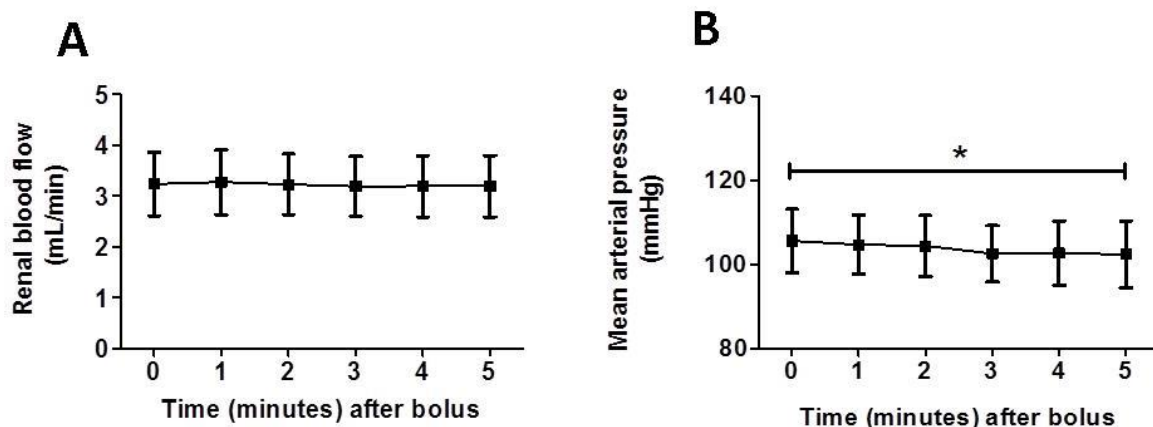 A
Renal blood flow
(mL/min)
5
4
3
2
1
0
0 1 2 3 4 5
Time (minutes) after bolus
B
Mean arterial pressure
(mmHg)
140
120
100
80
*
0 1 2 3 4 5
Time (minutes) after bolus